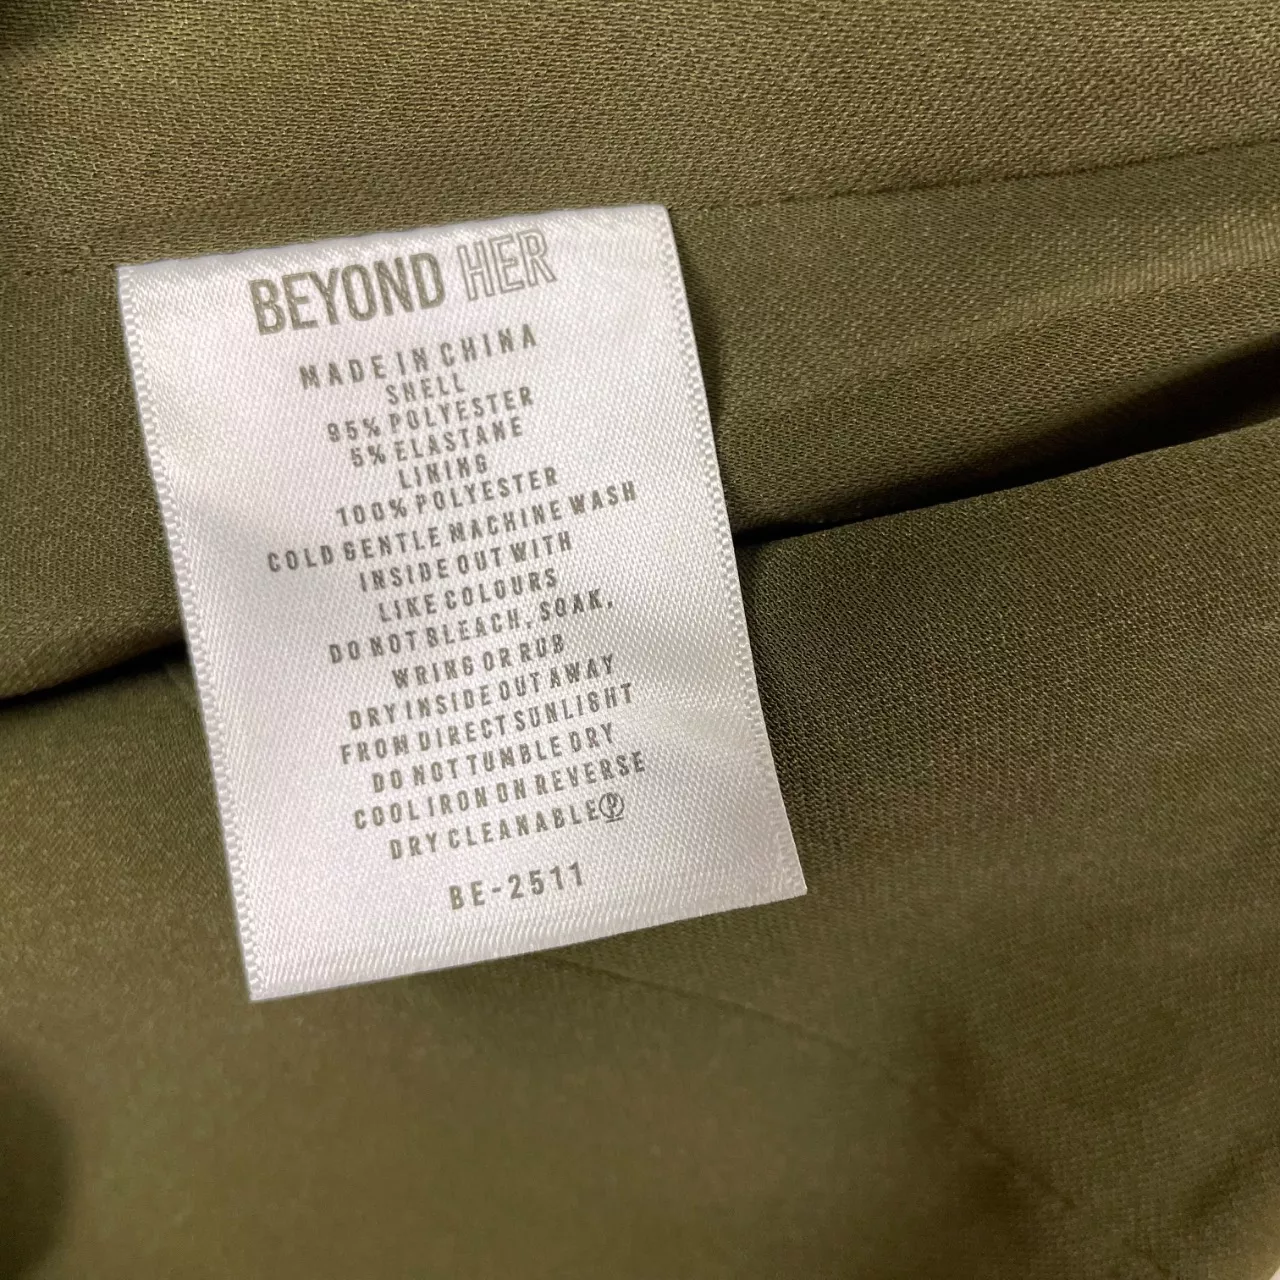 BEYOND HER
MADE IN CHINA
SNELL
95% POLYESTER
5% ELASTANE
LINING
100% POLYESTER
COLD GENTLE MACHINE WASH
INSIDE OUT WITH
LIKE COLOURS
DO NOT BLEACH, SOAK,
WRING OR RUB
DRY INSIDE OUT AWAY
FROM DIRECT SUNLIGHT
DO NOT TUMBLE DRY
COOL IRON ON REVERSE
DRY CLEANABLE Ⓟ
BE-2511